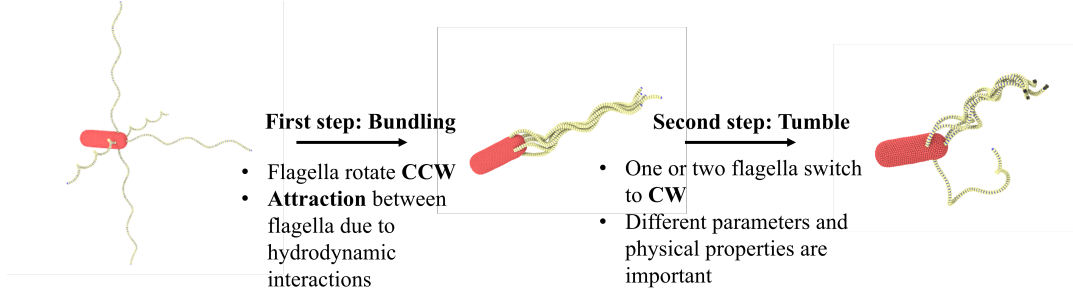 First step: Bundling
• Flagella rotate CCW
• Attraction between
flagella due to
hydrodynamic
interactions
Second step: Tumble
• One or two flagella switch
to CW
• Different parameters and
physical properties are
important